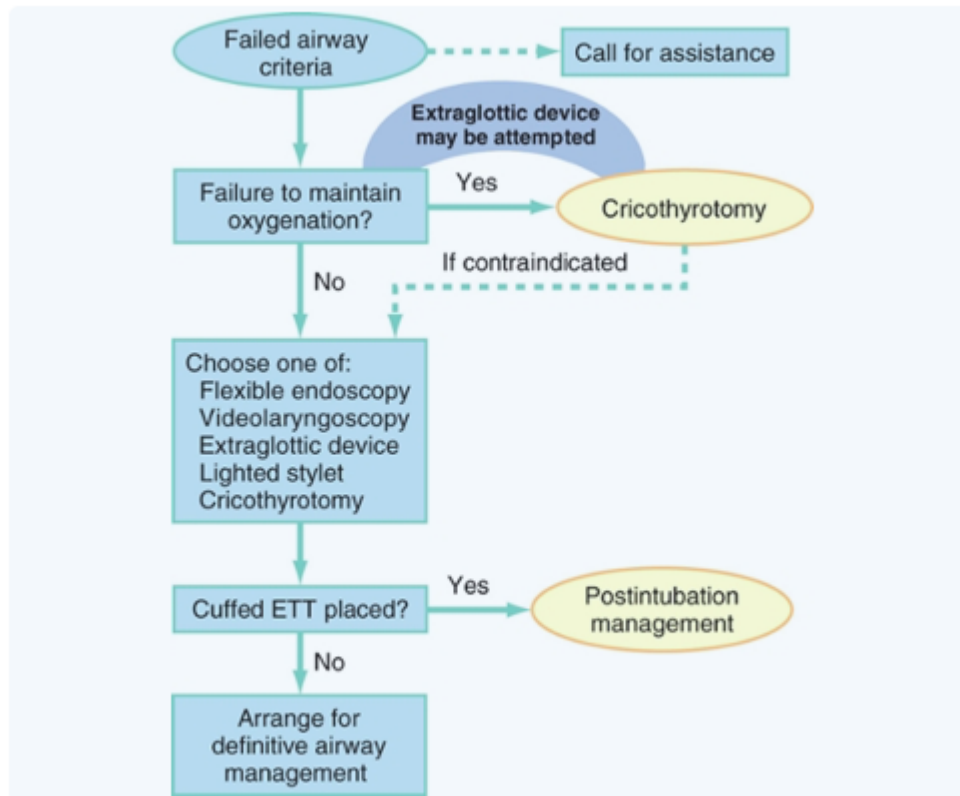 Failed airway
criteria
Call for assistance
Extraglottic device
may be attempted
Failure to maintain
oxygenation?
Yes
Cricothyrotomy
If contraindicated
No
Choose one of:
Flexible endoscopy
Videolaryngoscopy
Extraglottic device
Lighted stylet
Cricothyrotomy
Cuffed ETT placed?
Yes
Postintubation
management
No
Arrange for
definitive airway
management